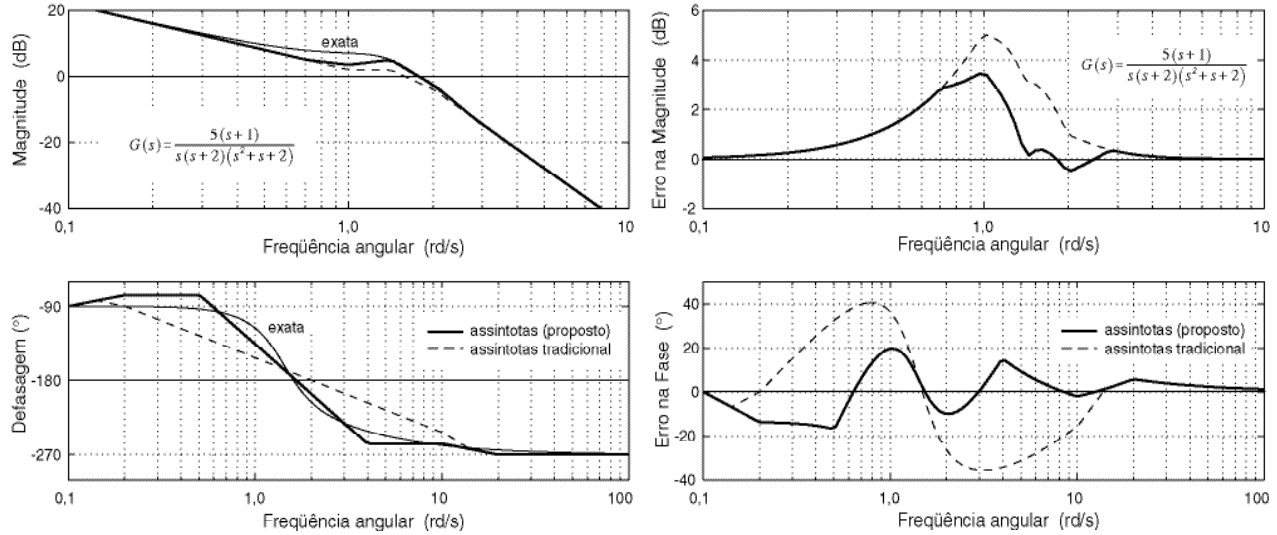 20
0
-20
-40
0,1
1,0
10
Magnitude (dB)
Freqüência angular (rd/s)
exata
G(s)=5(s+1)/s(s+2)(s²+s+2)
6
4
2
0
-2
0,1
1,0
10
Erro na Magnitude (dB)
Freqüência angular (rd/s)
G(s)=5(s+1)/s(s+2)(s²+s+2)
-90
-180
-270
0,1
1,0
10
100
Defasagem (°)
Freqüência angular (rd/s)
exata
assíntotas (proposto)
assíntotas tradicional
40
20
0
-20
-40
0,1
1,0
10
100
Erro na Fase (°)
Freqüência angular (rd/s)
assíntotas (proposto)
assíntotas tradicional